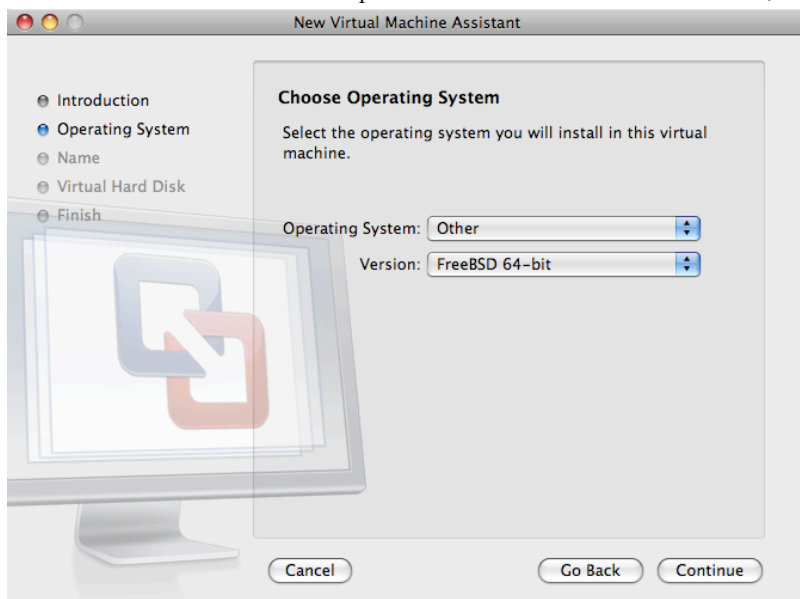 New Virtual Machine Assistant
Introduction
Operating System
Name
Virtual Hard Disk
Finish
Choose Operating System
Select the operating system you will install in this virtual
machine.
Operating System: Other
Version: FreeBSD 64-bit
Cancel
Go Back
Continue